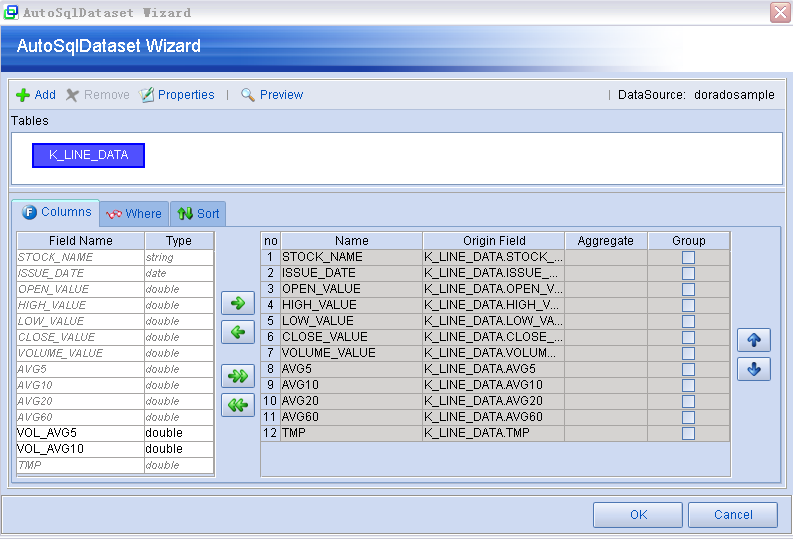 AutoSqlDataset Wizard
AutoSqlDataset Wizard
Add Remove Properties | Preview | DataSource: doradosample
Tables
K_LINE_DATA
Columns Where Sort
Field Name Type
STOCK_NAME string
ISSUE_DATE date
OPEN_VALUE double
HIGH_VALUE double
LOW_VALUE double
CLOSE_VALUE double
VOLUME_VALUE double
AVG5 double
AVG10 double
AVG20 double
AVG60 double
VOL_AVG5 double
VOL_AVG10 double
TMP double
no Name Origin Field Aggregate Group
1 STOCK_NAME K_LINE_DATA.STOCK_...
2 ISSUE_DATE K_LINE_DATA.ISSUE_...
3 OPEN_VALUE K_LINE_DATA.OPEN_V...
4 HIGH_VALUE K_LINE_DATA.HIGH_V...
5 LOW_VALUE K_LINE_DATA.LOW_VA...
6 CLOSE_VALUE K_LINE_DATA.CLOSE_...
7 VOLUME_VALUE K_LINE_DATA.VOLUM...
8 AVG5 K_LINE_DATA.AVG5
9 AVG10 K_LINE_DATA.AVG10
10 AVG20 K_LINE_DATA.AVG20
11 AVG60 K_LINE_DATA.AVG60
12 TMP K_LINE_DATA.TMP
OK Cancel